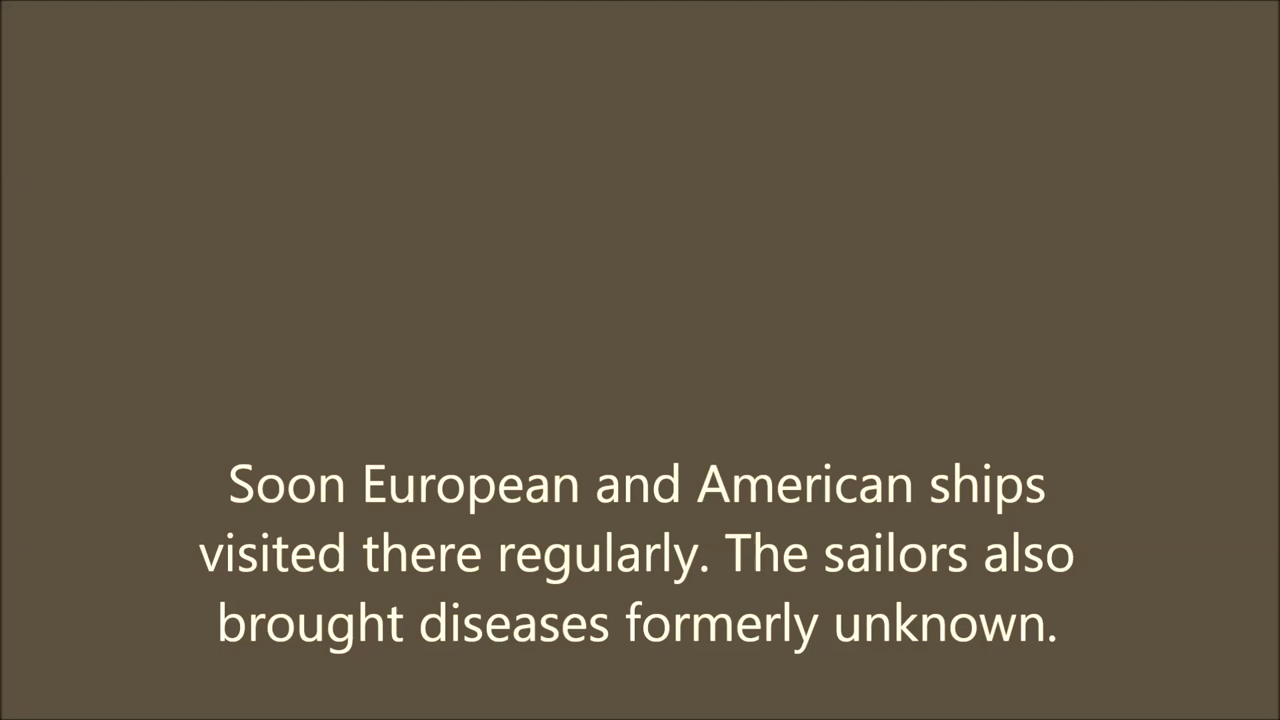 Soon European and American ships
visited there regularly. The sailors also
brought diseases formerly unknown.